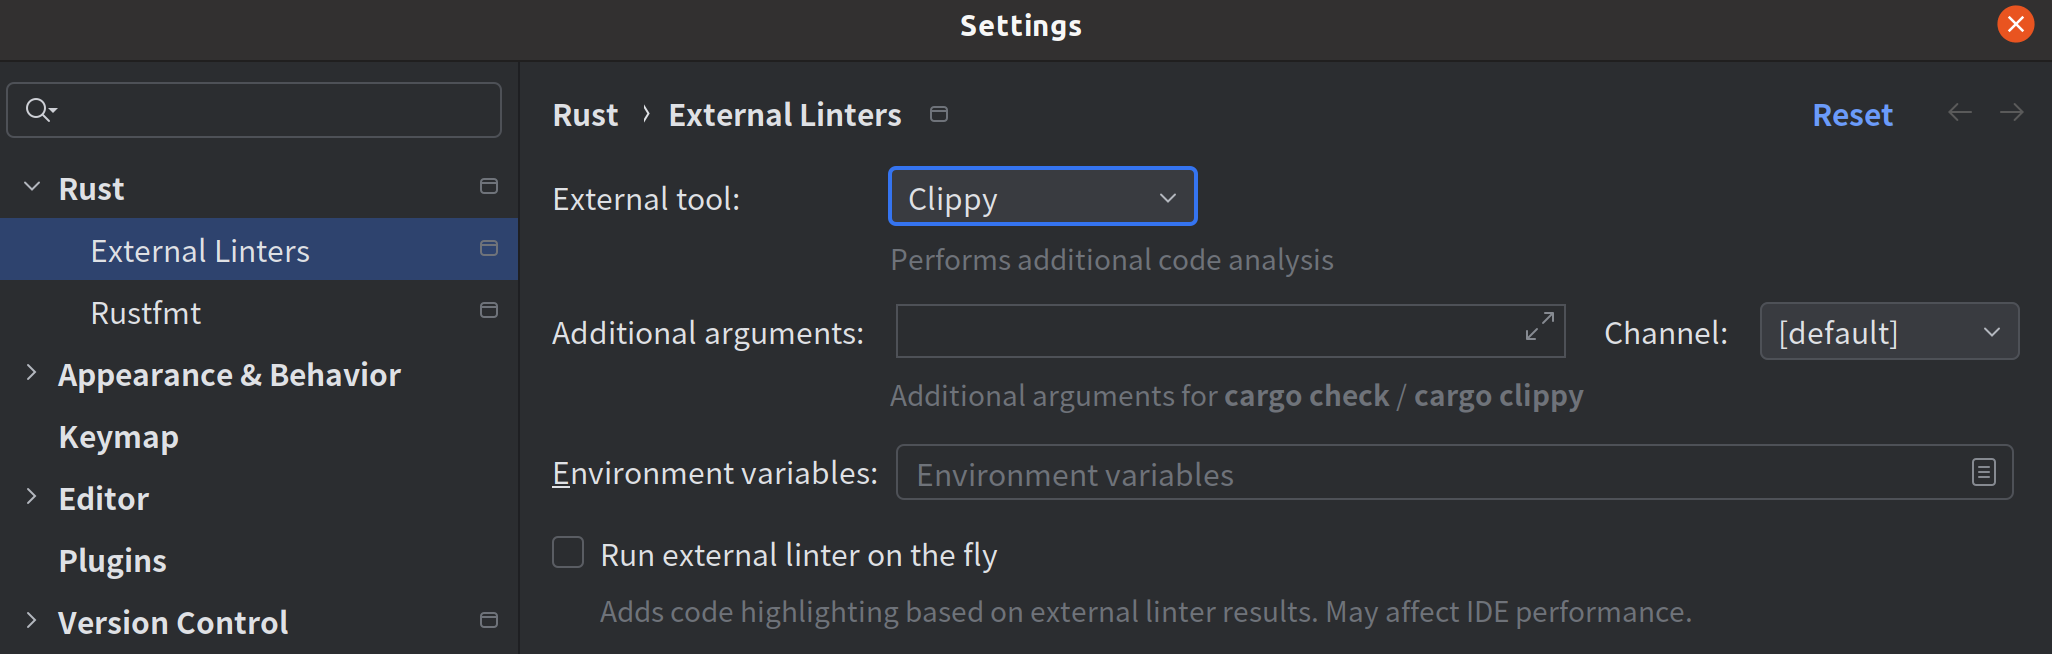 Settings
Rust
External Linters
Rustfmt
Appearance & Behavior
Keymap
Editor
Plugins
Version Control
Rust › External Linters
Reset
External tool: Clippy
Performs additional code analysis
Additional arguments: Channel: [default]
Additional arguments for cargo check / cargo clippy
Environment variables: Environment variables
Run external linter on the fly
Adds code highlighting based on external linter results. May affect IDE performance.